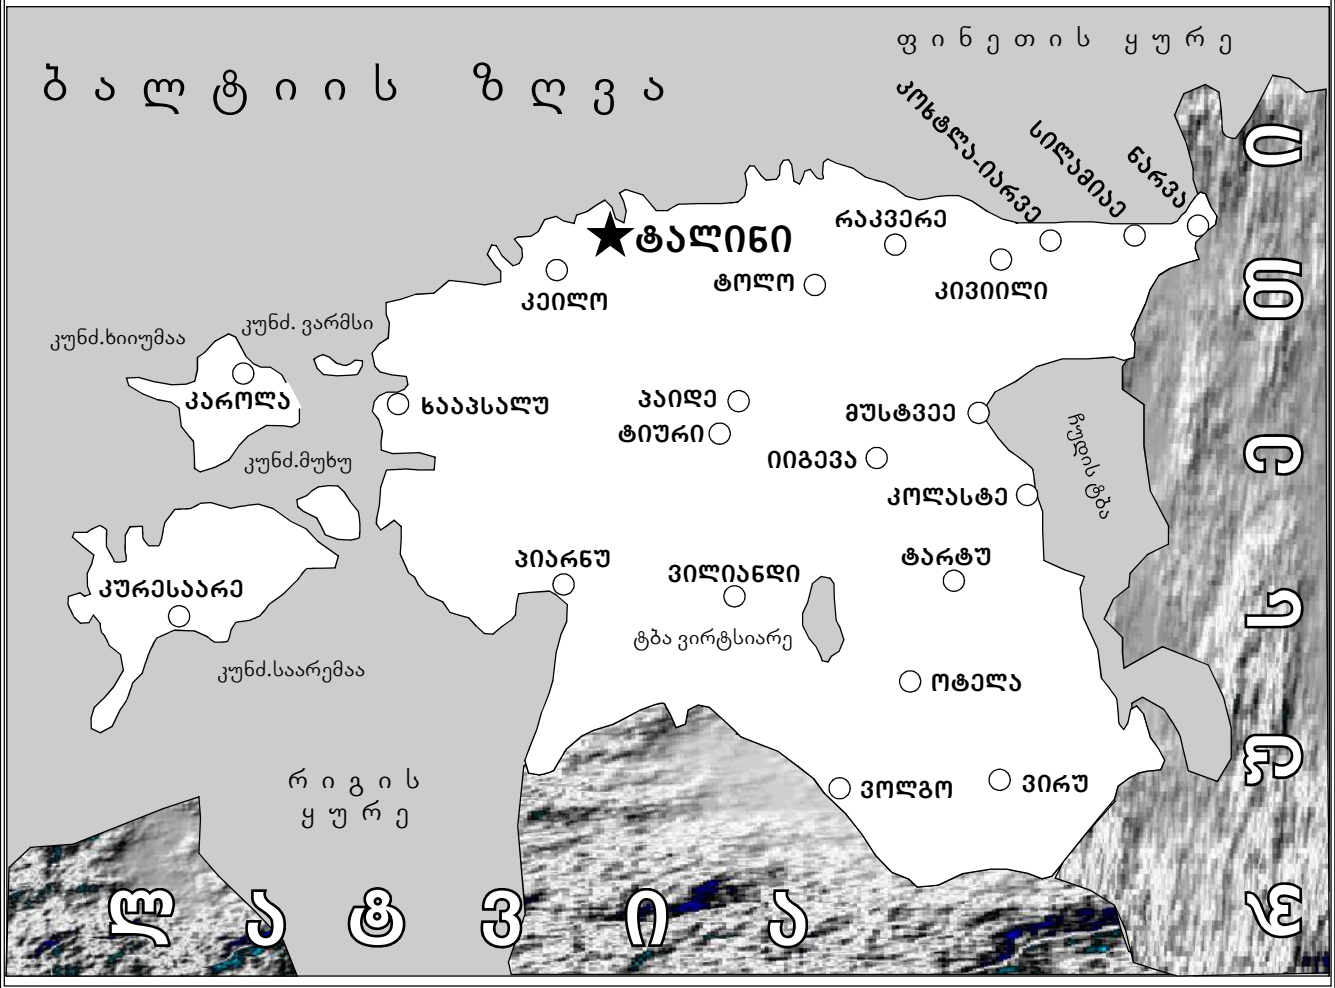 ფინეთის ყურე
ბალტიის ზღვა
კოხტლა-იარვე
სილამიაე
ნარვა
რაკვერე
ტალინი
ტოლო
კეილო
კივიილი
კუნძ. ვარმსი
კუნძ.ხიიუმაა
კაროლა
ხააპსალუ
პაიდე
მუსტვეე
ტიური
იიგევა
კუნძ.მუხუ
ჩუდის ტბა
კოლასტე
პიარნუ
ტარტუ
ვილიანდი
კურესაარე
ტბა ვირტსიარე
კუნძ.საარემაა
ოტელა
რიგის
ყურე
ვოლგო
ვირუ
ლატვია
რუსეთი